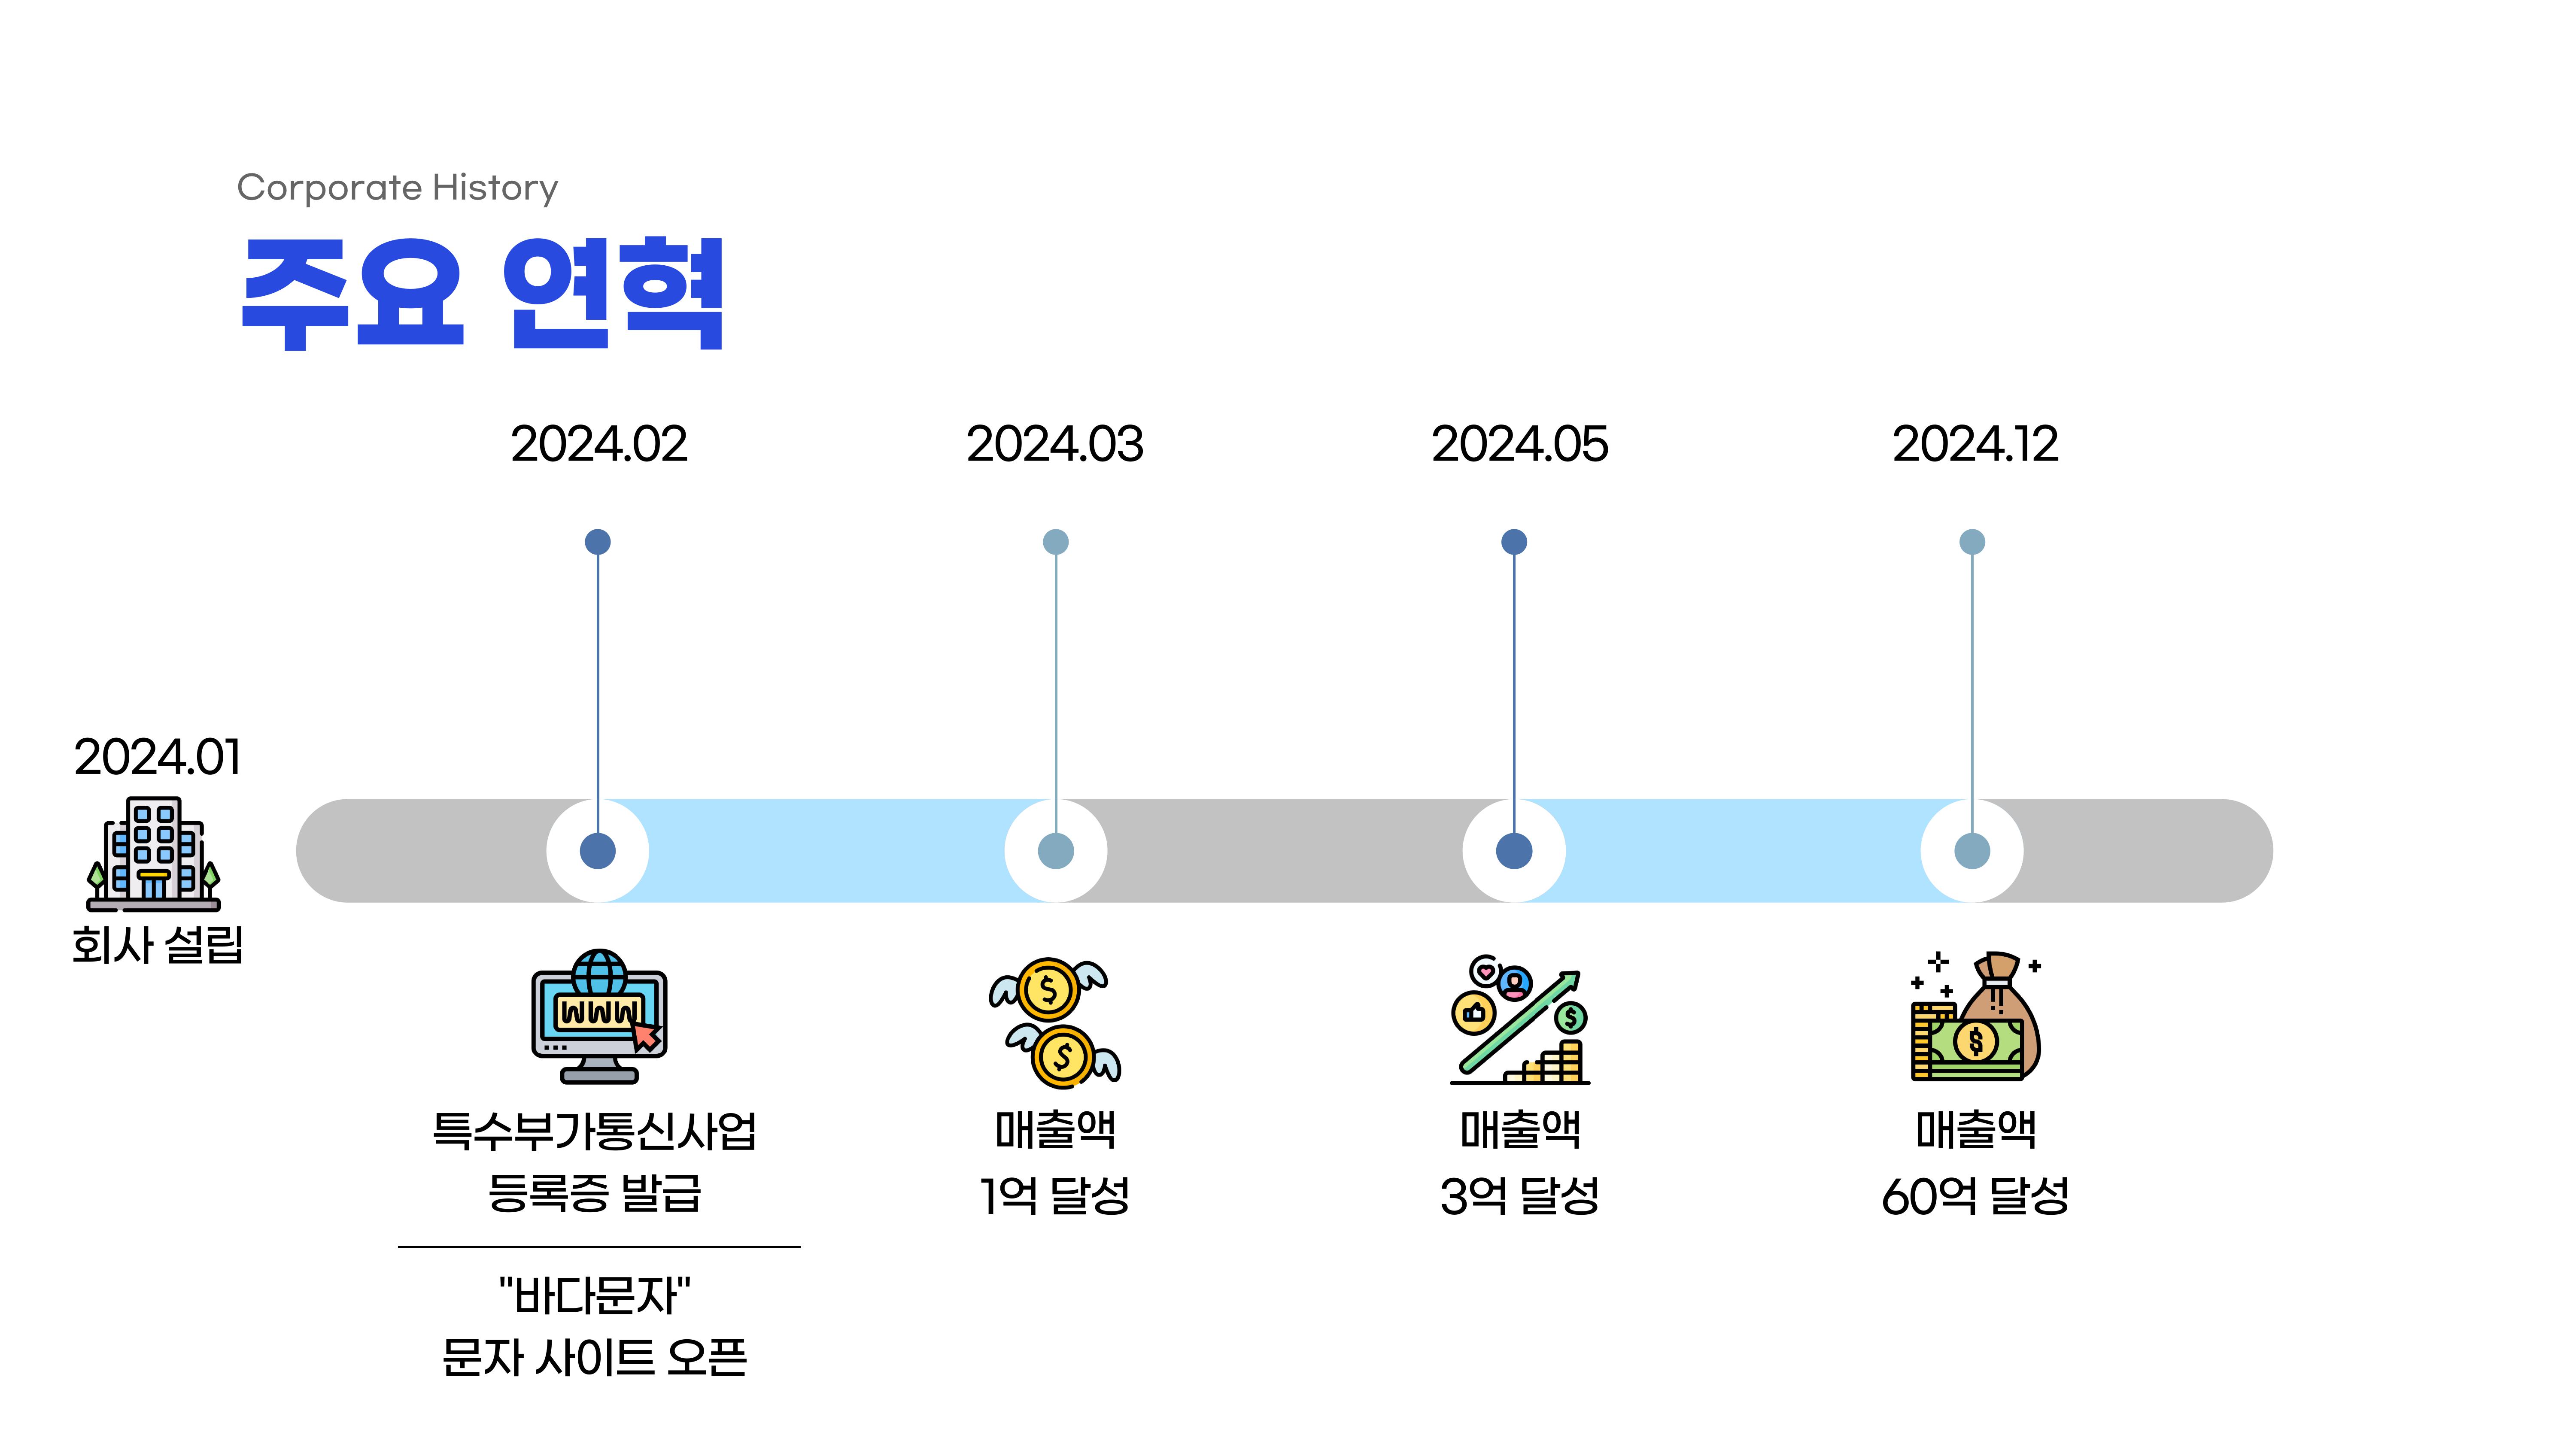 Corporate History
주요 연혁
2024.01
회사 설립
2024.02
WWW
특수부가통신사업
등록증 발급
"바다문자"
문자 사이트 오픈
2024.03
$
$
매출액
1억 달성
2024.05
$
매출액
3억 달성
2024.12
$
매출액
60억 달성